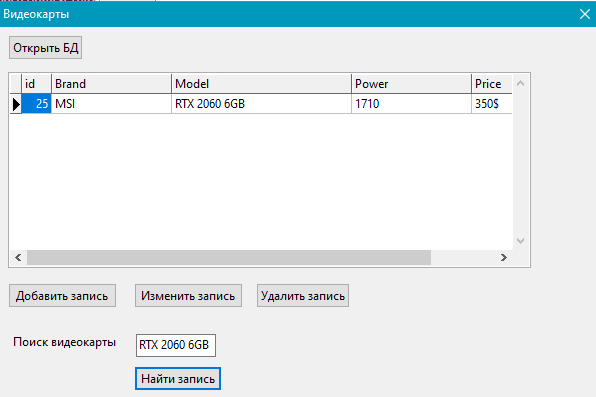 Видеокарты
Открыть БД
id Brand Model Power Price
25 MSI RTX 2060 6GB 1710 350$
Добавить запись Изменить запись Удалить запись
Поиск видеокарты RTX 2060 6GB
Найти запись